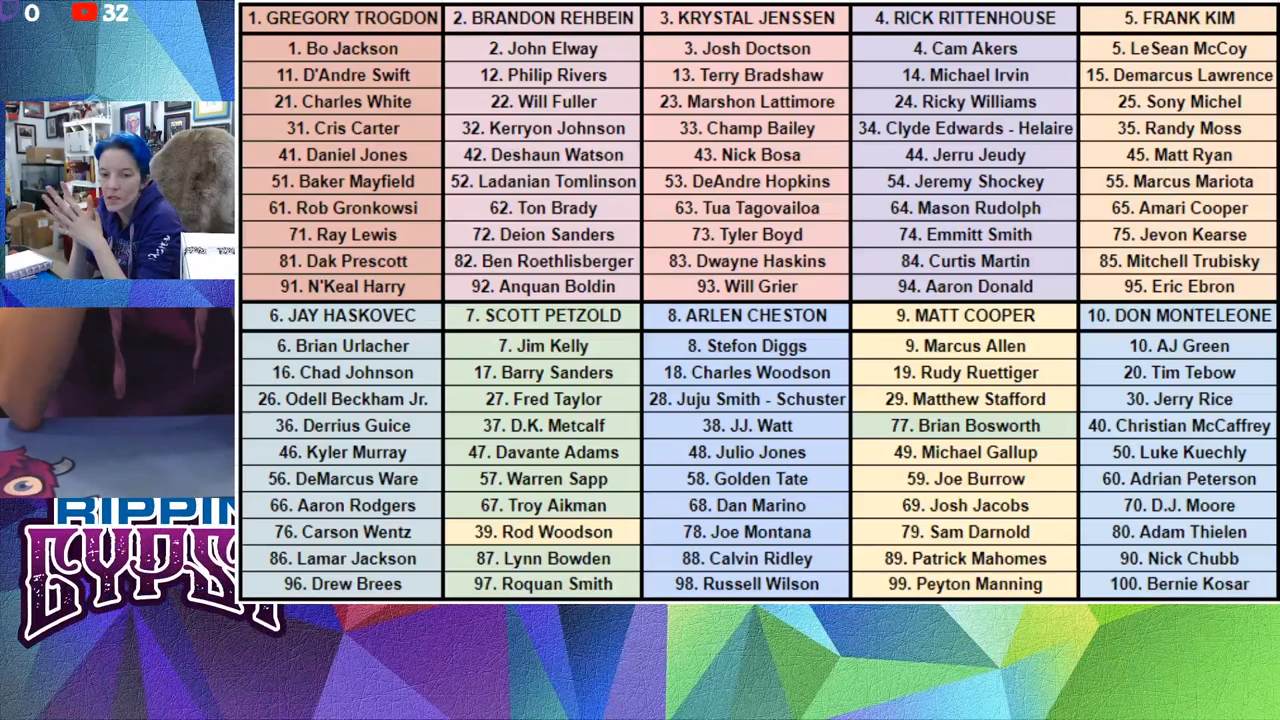 0 32
1. GREGORY TROGDON 2. BRANDON REHBEIN 3. KRYSTAL JENSSEN 4. RICK RITTENHOUSE 5. FRANK KIM
1. Bo Jackson 2. John Elway 3. Josh Doctson 4. Cam Akers 5. LeSean McCoy
11. D'Andre Swift 12. Philip Rivers 13. Terry Bradshaw 14. Michael Irvin 15. Demarcus Lawrence
21. Charles White 22. Will Fuller 23. Marshon Lattimore 24. Ricky Williams 25. Sony Michel
31. Cris Carter 32. Kerryon Johnson 33. Champ Bailey 34. Clyde Edwards - Helaire 35. Randy Moss
41. Daniel Jones 42. Deshaun Watson 43. Nick Bosa 44. Jerru Jeudy 45. Matt Ryan
51. Baker Mayfield 52. Ladanian Tomlinson 53. DeAndre Hopkins 54. Jeremy Shockey 55. Marcus Mariota
61. Rob Gronkowsi 62. Ton Brady 63. Tua Tagovailoa 64. Mason Rudolph 65. Amari Cooper
71. Ray Lewis 72. Deion Sanders 73. Tyler Boyd 74. Emmitt Smith 75. Jevon Kearse
81. Dak Prescott 82. Ben Roethlisberger 83. Dwayne Haskins 84. Curtis Martin 85. Mitchell Trubisky
91. N'Keal Harry 92. Anquan Boldin 93. Will Grier 94. Aaron Donald 95. Eric Ebron
6. JAY HASKOVEC 7. SCOTT PETZOLD 8. ARLEN CHESTON 9. MATT COOPER 10. DON MONTELEONE
6. Brian Urlacher 7. Jim Kelly 8. Stefon Diggs 9. Marcus Allen 10. AJ Green
16. Chad Johnson 17. Barry Sanders 18. Charles Woodson 19. Rudy Ruettiger 20. Tim Tebow
26. Odell Beckham Jr. 27. Fred Taylor 28. Juju Smith - Schuster 29. Matthew Stafford 30. Jerry Rice
36. Derrius Guice 37. D.K. Metcalf 38. JJ. Watt 77. Brian Bosworth 40. Christian McCaffrey
46. Kyler Murray 47. Davante Adams 48. Julio Jones 49. Michael Gallup 50. Luke Kuechly
56. DeMarcus Ware 57. Warren Sapp 58. Golden Tate 59. Joe Burrow 60. Adrian Peterson
66. Aaron Rodgers 67. Troy Aikman 68. Dan Marino 69. Josh Jacobs 70. D.J. Moore
76. Carson Wentz 39. Rod Woodson 78. Joe Montana 79. Sam Darnold 80. Adam Thielen
86. Lamar Jackson 87. Lynn Bowden 88. Calvin Ridley 89. Patrick Mahomes 90. Nick Chubb
96. Drew Brees 97. Roquan Smith 98. Russell Wilson 99. Peyton Manning 100. Bernie Kosar
RIPPIN
GYPS